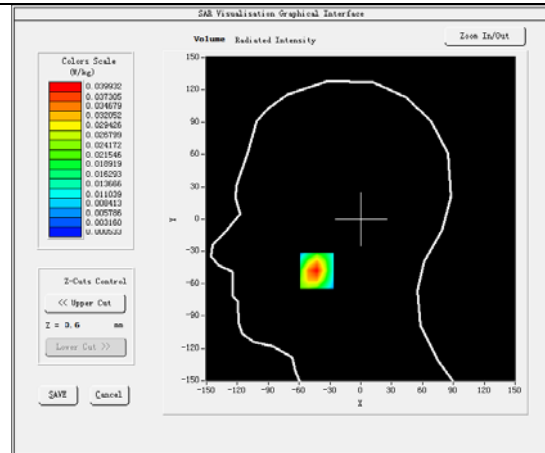 SAR Visualisation Graphical Interface
Volume Radiated Intensity
Zoom In/Out
Colors Scale
(W/kg)
0.039932
0.037305
0.034679
0.032052
0.029426
0.026799
0.024172
0.021546
0.018919
0.016293
0.013666
0.011039
0.008413
0.005786
0.003160
0.000533
Z-Cuts Control
<< Upper Cut
Z = 0.6 mm
Lower Cut >>
SAVE Cancel
150
120
90
60
30
0
-30
-60
-90
-120
-150
Y
-150 -120 -90 -60 -30 0 30 60 90 120 150
X